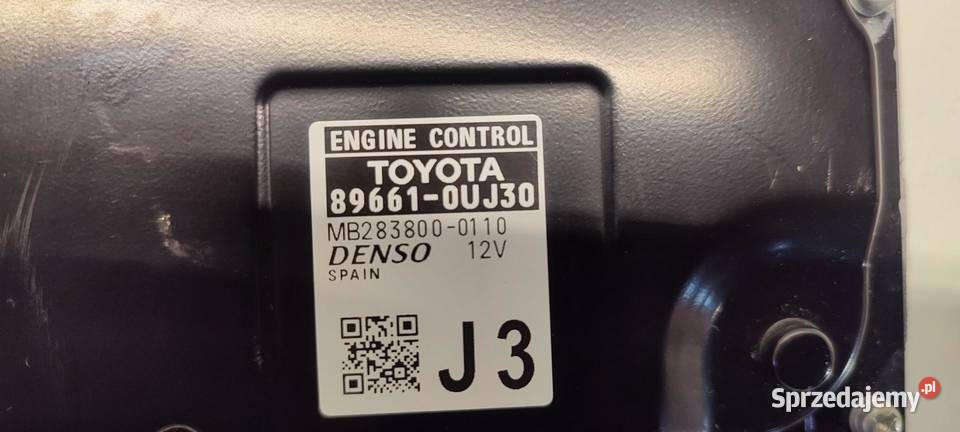 ENGINE CONTROL
TOYOTA
89661-0UJ30
MB283800-0110
DENSO 12V
SPAIN
J3
Sprzedajemy.pl